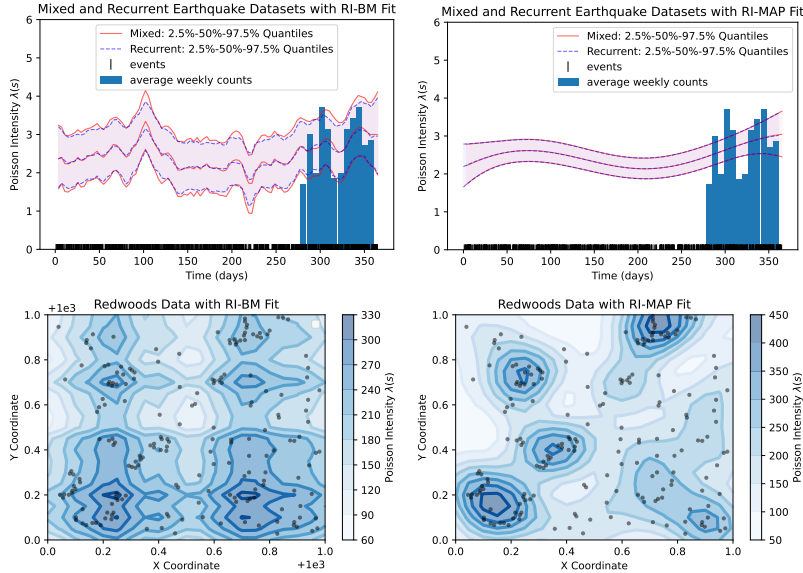 Mixed and Recurrent Earthquake Datasets with RI-BM Fit
6
5
4
3
2
1
0
Poisson Intensity λ(s)
Mixed: 2.5%-50%-97.5% Quantiles
Recurrent: 2.5%-50%-97.5% Quantiles
events
average weekly counts
0 50 100 150 200 250 300 350
Time (days)
Mixed and Recurrent Earthquake Datasets with RI-MAP Fit
6
5
4
3
2
1
0
Poisson Intensity λ(s)
Mixed: 2.5%-50%-97.5% Quantiles
Recurrent: 2.5%-50%-97.5% Quantiles
events
average weekly counts
0 50 100 150 200 250 300 350
Time (days)
Redwoods Data with RI-BM Fit
+1e3
1.0
0.8
0.6
0.4
0.2
0.0
Y Coordinate
0.0 0.2 0.4 0.6 0.8 1.0
X Coordinate
+1e3
330
300
270
240
210
180
150
120
90
60
Poisson Intensity λ(s)
Redwoods Data with RI-MAP Fit
1.0
0.8
0.6
0.4
0.2
0.0
Y Coordinate
0.0 0.2 0.4 0.6 0.8 1.0
X Coordinate
450
400
350
300
250
200
150
100
50
Poisson Intensity λ(s)